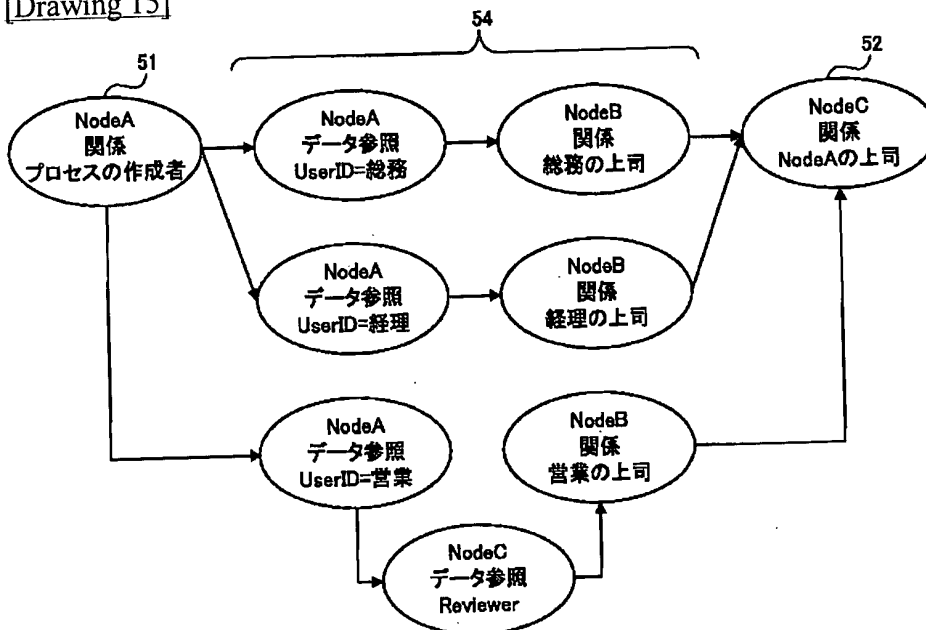 [Drawing 15]
54
51
52
NodeA
関係
プロセスの作成者
NodeA
データ参照
UserID=総務
NodeB
関係
総務の上司
NodeC
関係
NodeAの上司
NodeA
データ参照
UserID=経理
NodeB
関係
経理の上司
NodeA
データ参照
UserID=営業
NodeB
関係
営業の上司
NodeC
データ参照
Reviewer